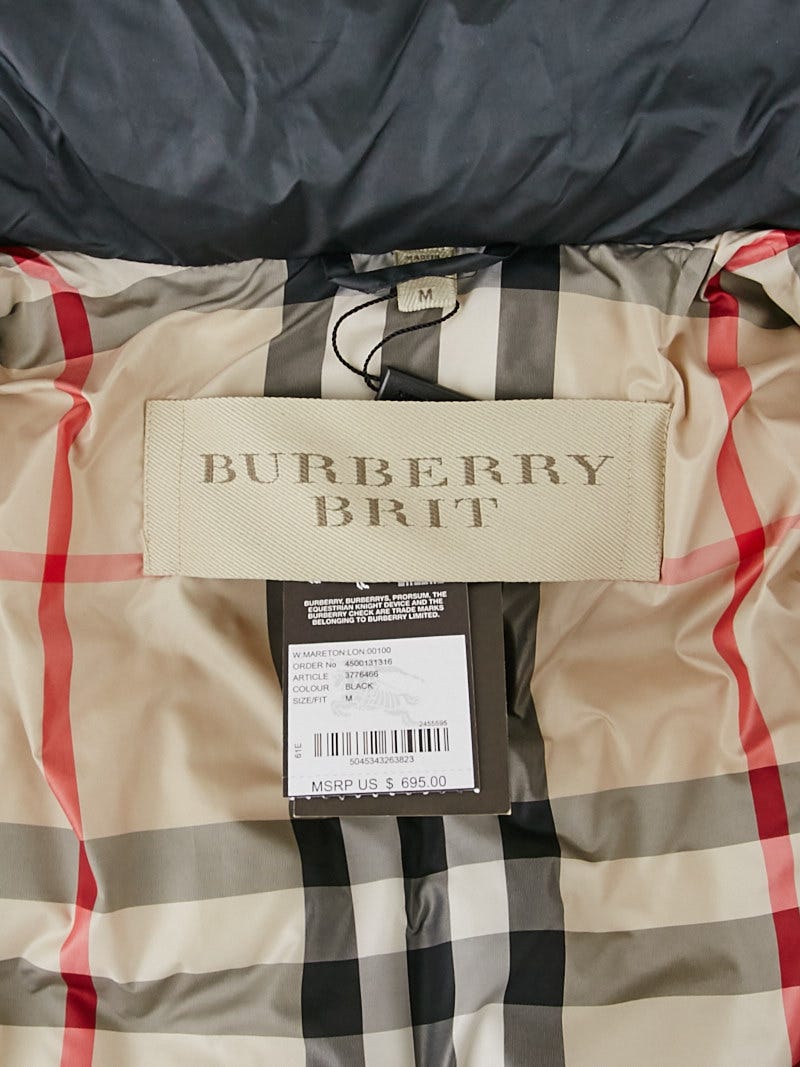 M
BURBERRY
BRIT
BURBERRY, BURBERRYS, PRORSUM, THE
EQUESTRIAN KNIGHT DEVICE AND THE
BURBERRY CHECK ARE TRADE MARKS
BELONGING TO BURBERRY LIMITED.
W:MARETON:LON:00100
ORDER No 4500131316
ARTICLE 3776466
COLOUR BLACK
SIZE/FIT M
2455595
61E
5045343263823
MSRP US $ 695.00